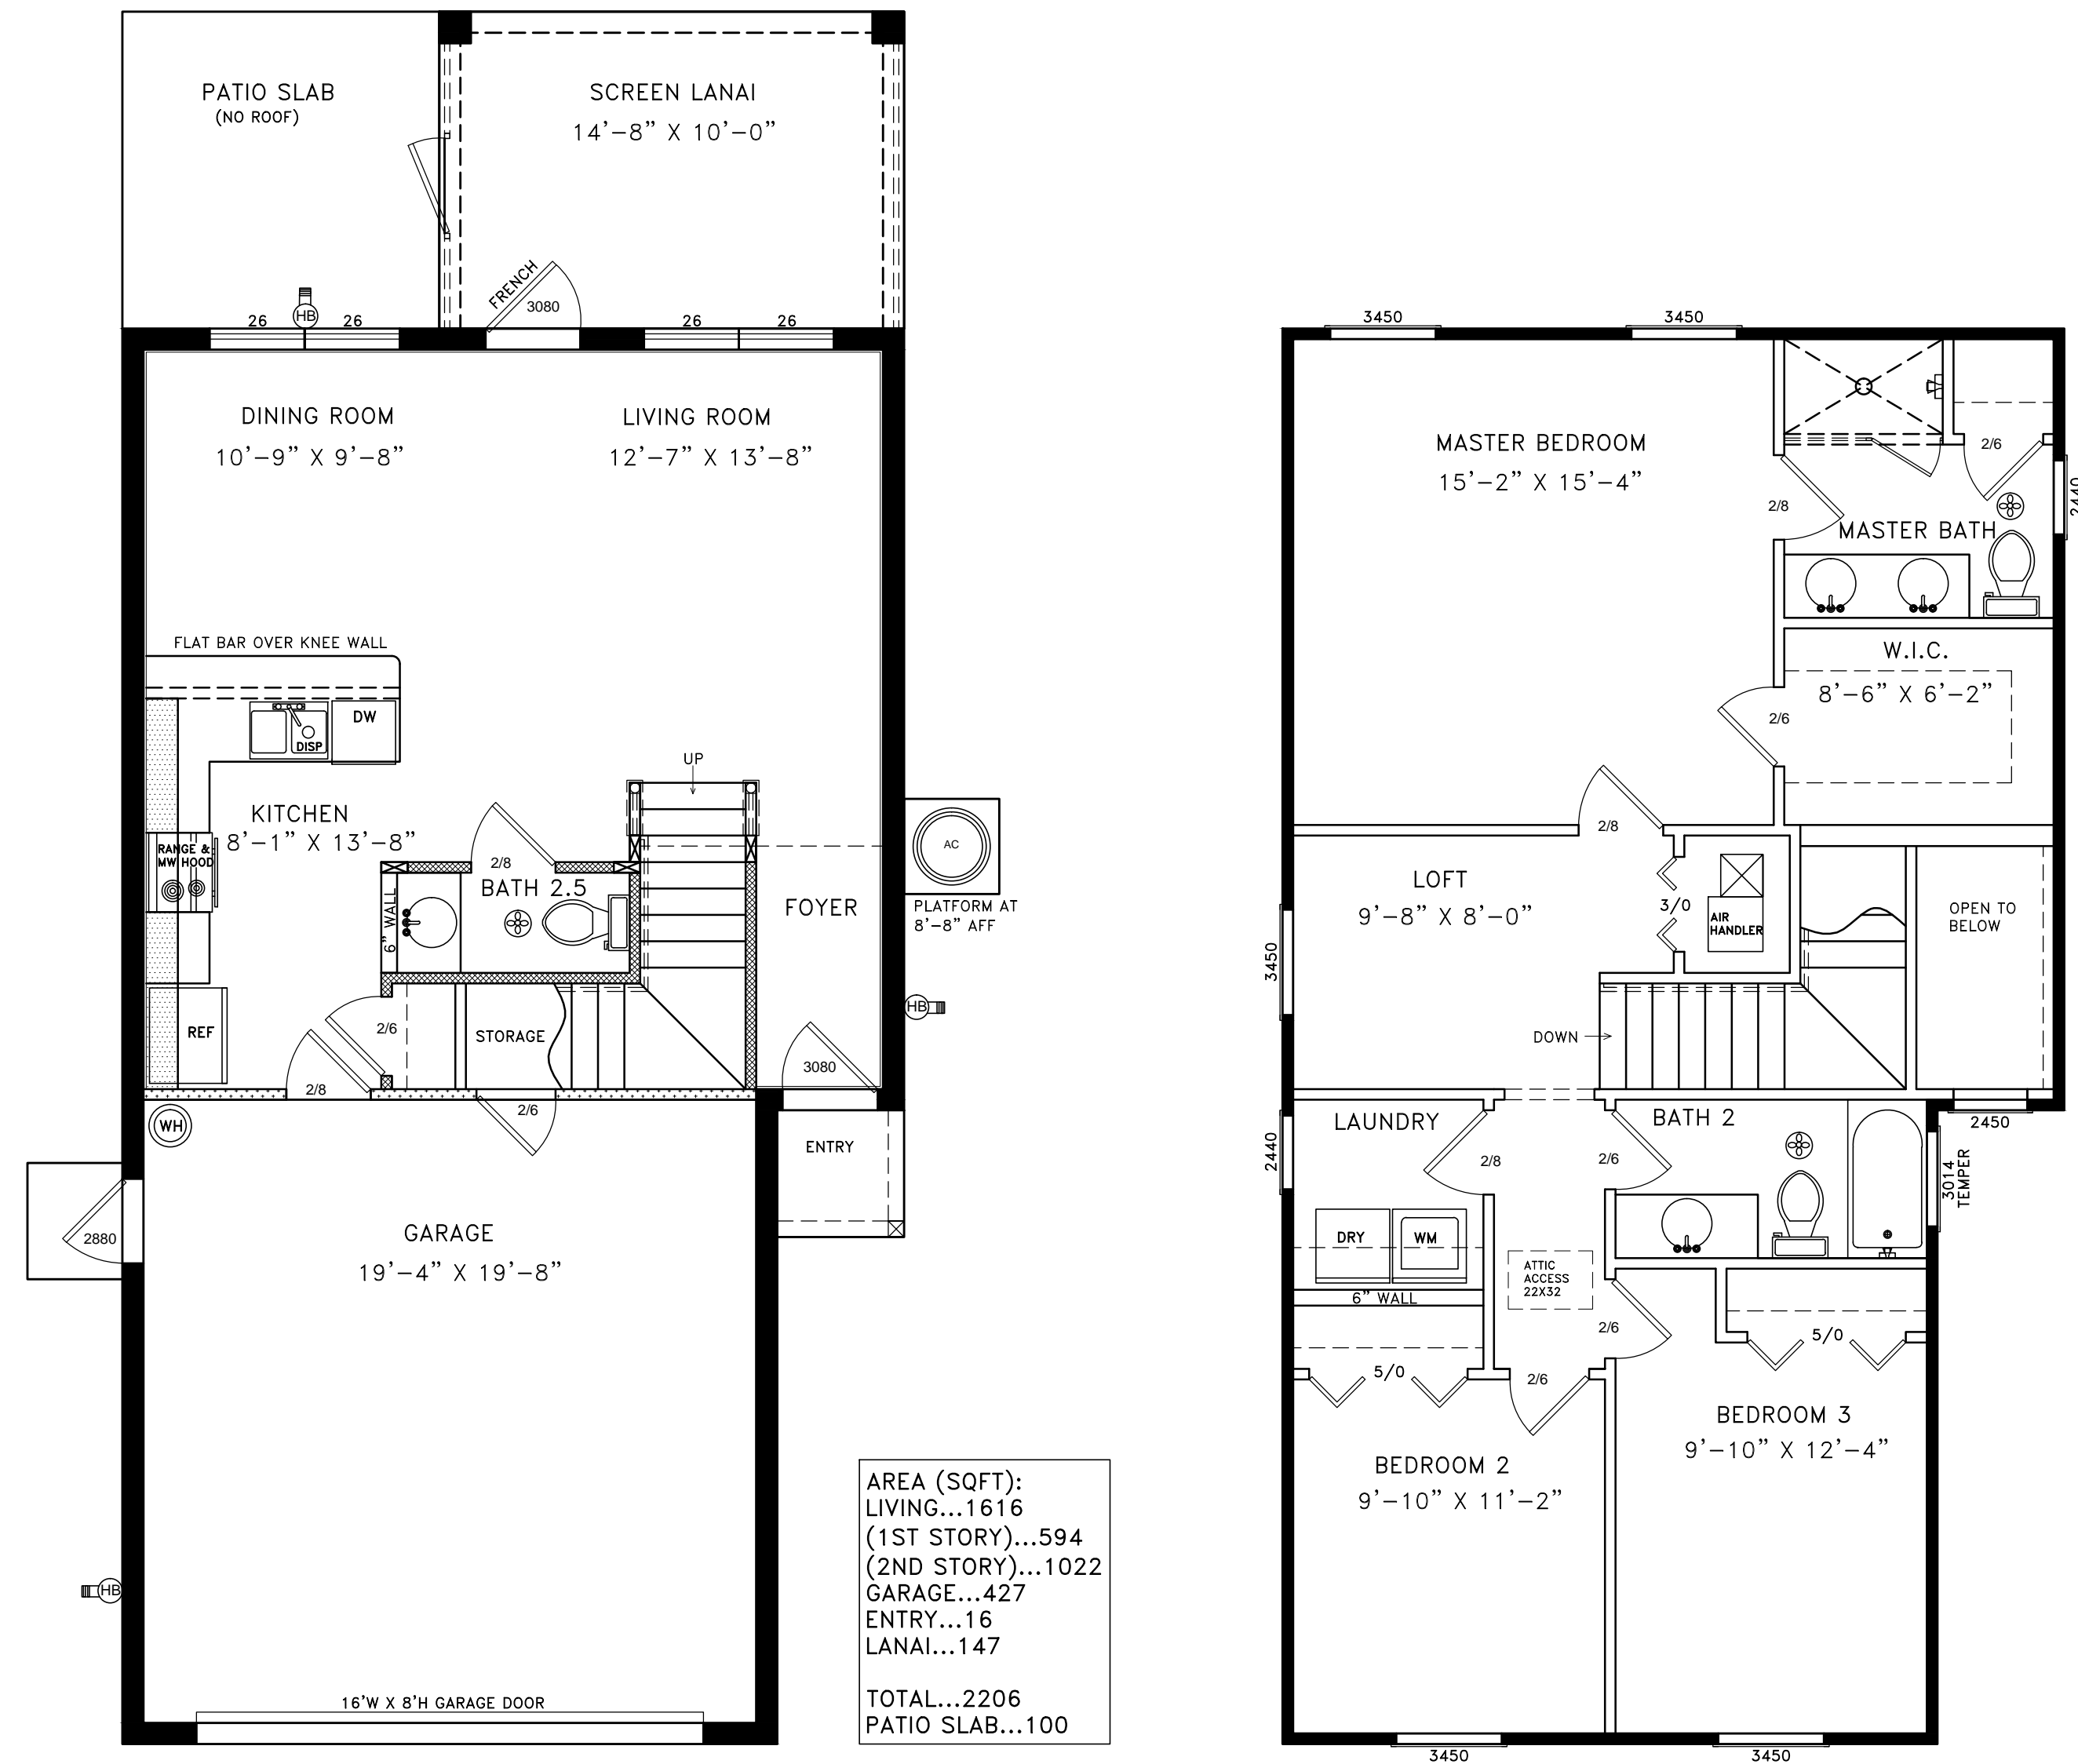 PATIO SLAB
(NO ROOF)
SCREEN LANAI
14'-8" X 10'-0"
FRENCH
3080
HB
26
26
26
26
DINING ROOM
10'-9" X 9'-8"
LIVING ROOM
12'-7" X 13'-8"
FLAT BAR OVER KNEE WALL
DW
DISP
UP
KITCHEN
8'-1" X 13'-8"
RANGE &
MW HOOD
2/8
BATH 2.5
6" WALL
FOYER
AC
PLATFORM AT
8'-8" AFF
HB
REF
2/6
STORAGE
2/8
2/6
3080
WH
ENTRY
2880
GARAGE
19'-4" X 19'-8"
HB
16'W X 8'H GARAGE DOOR
AREA (SQFT):
LIVING...1616
(1ST STORY)...594
(2ND STORY)...1022
GARAGE...427
ENTRY...16
LANAI...147
TOTAL...2206
PATIO SLAB...100
3450
3450
MASTER BEDROOM
15'-2" X 15'-4"
2/6
2/8
2440
MASTER BATH
W.I.C.
8'-6" X 6'-2"
2/6
2/8
LOFT
9'-8" X 8'-0"
3/0
AIR
HANDLER
OPEN TO
BELOW
3450
DOWN
LAUNDRY
2440
2/8
2/6
BATH 2
2450
3014
TEMPER
DRY
WM
6" WALL
ATTIC
ACCESS
22X32
2/6
5/0
5/0
2/6
BEDROOM 3
9'-10" X 12'-4"
BEDROOM 2
9'-10" X 11'-2"
3450
3450